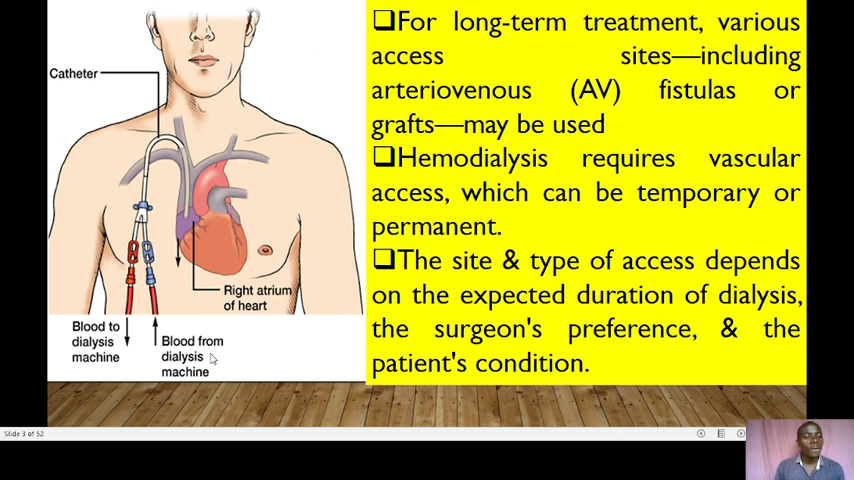 Catheter
Right atrium
of heart
Blood to
dialysis
machine
Blood from
dialysis
machine
❑For long-term treatment, various
access sites—including
arteriovenous (AV) fistulas or
grafts—may be used
❑Hemodialysis requires vascular
access, which can be temporary or
permanent.
❑The site & type of access depends
on the expected duration of dialysis,
the surgeon's preference, & the
patient's condition.
Slide 3 of 52